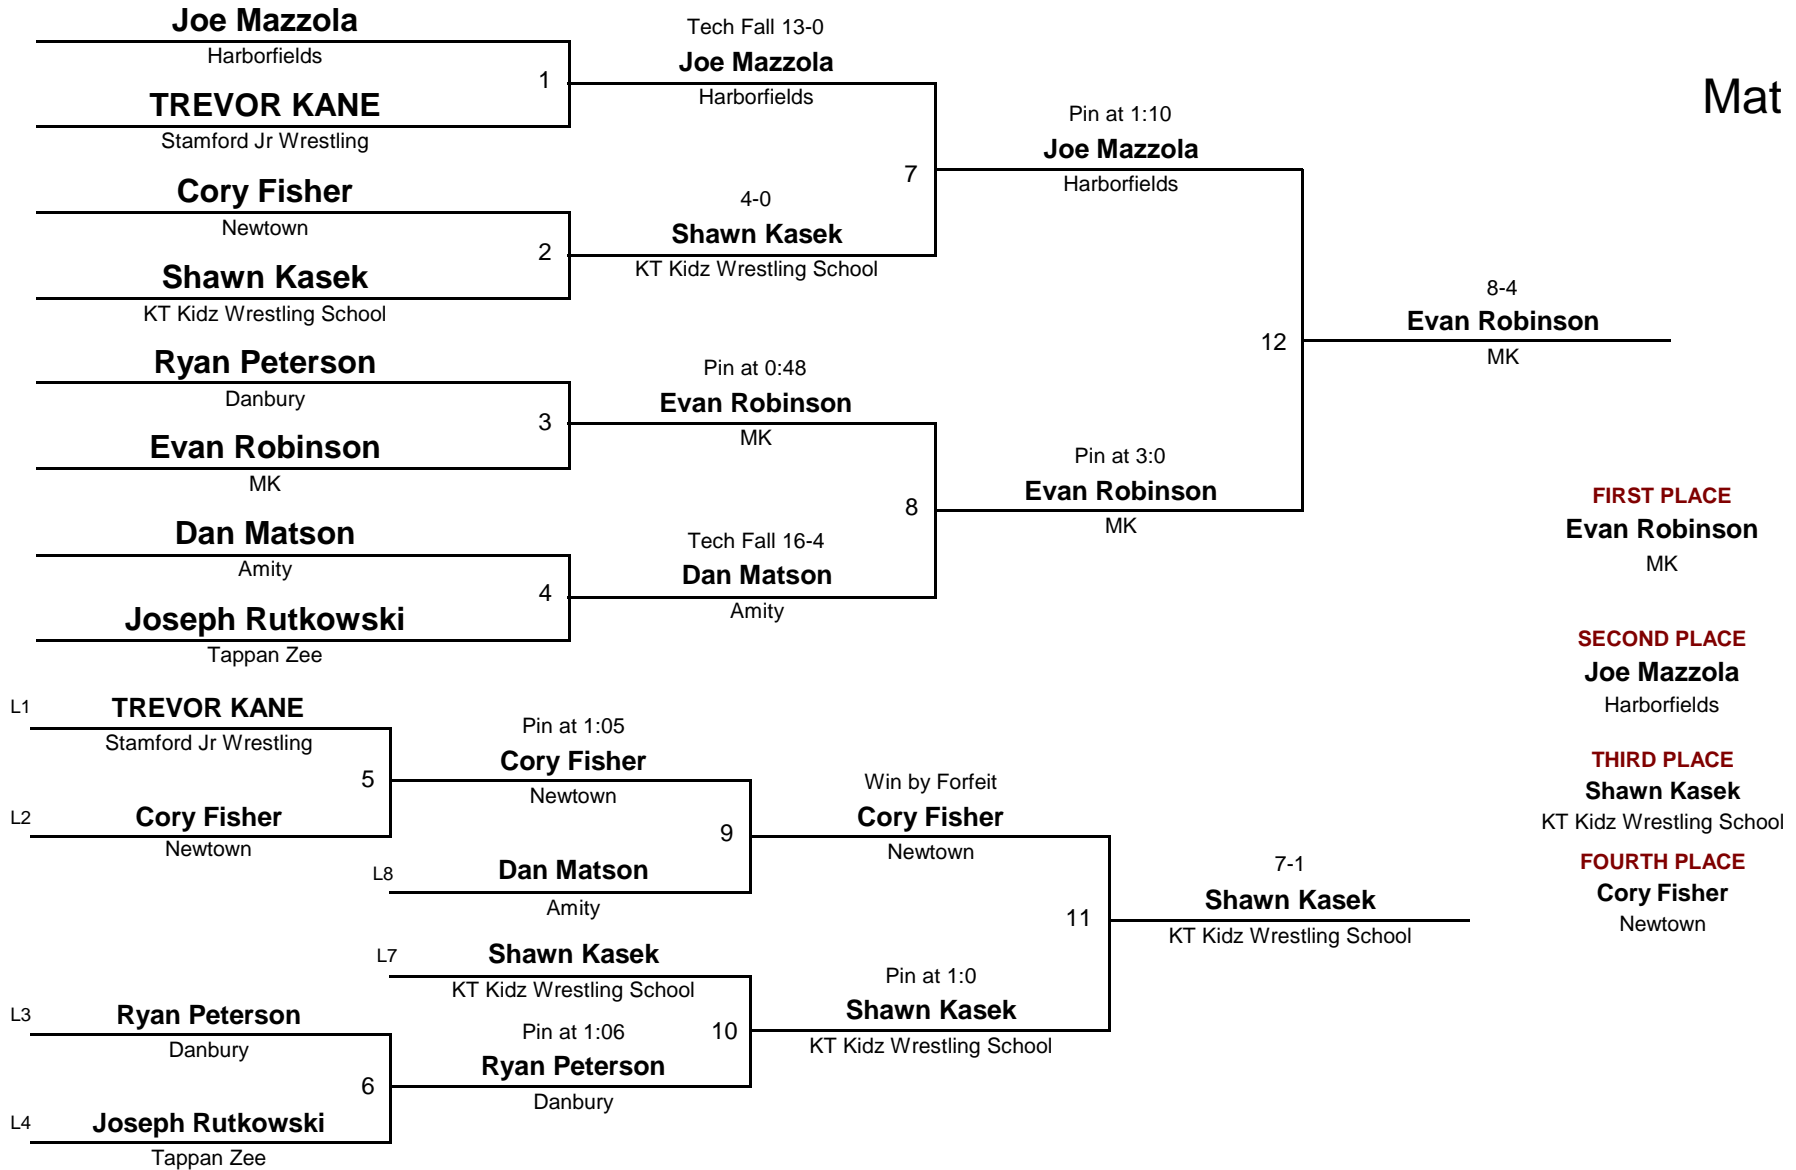 Joe Mazzola
Harborfields
1
TREVOR KANE
Stamford Jr Wrestling
Cory Fisher
Newtown
2
Shawn Kasek
KT Kidz Wrestling School
Ryan Peterson
Danbury
3
Evan Robinson
MK
Dan Matson
Amity
4
Joseph Rutkowski
Tappan Zee
Tech Fall 13-0
Joe Mazzola
Harborfields
7
4-0
Shawn Kasek
KT Kidz Wrestling School
Pin at 0:48
Evan Robinson
MK
8
Tech Fall 16-4
Dan Matson
Amity
Pin at 1:10
Joe Mazzola
Harborfields
12
Pin at 3:0
Evan Robinson
MK
8-4
Evan Robinson
MK
Mat
L1
TREVOR KANE
Stamford Jr Wrestling
5
L2
Cory Fisher
Newtown
L3
Ryan Peterson
Danbury
6
L4
Joseph Rutkowski
Tappan Zee
Pin at 1:05
Cory Fisher
Newtown
9
L8
Dan Matson
Amity
L7
Shawn Kasek
KT Kidz Wrestling School
10
Pin at 1:06
Ryan Peterson
Danbury
Win by Forfeit
Cory Fisher
Newtown
11
Pin at 1:0
Shawn Kasek
KT Kidz Wrestling School
7-1
Shawn Kasek
KT Kidz Wrestling School
FIRST PLACE
Evan Robinson
MK
SECOND PLACE
Joe Mazzola
Harborfields
THIRD PLACE
Shawn Kasek
KT Kidz Wrestling School
FOURTH PLACE
Cory Fisher
Newtown